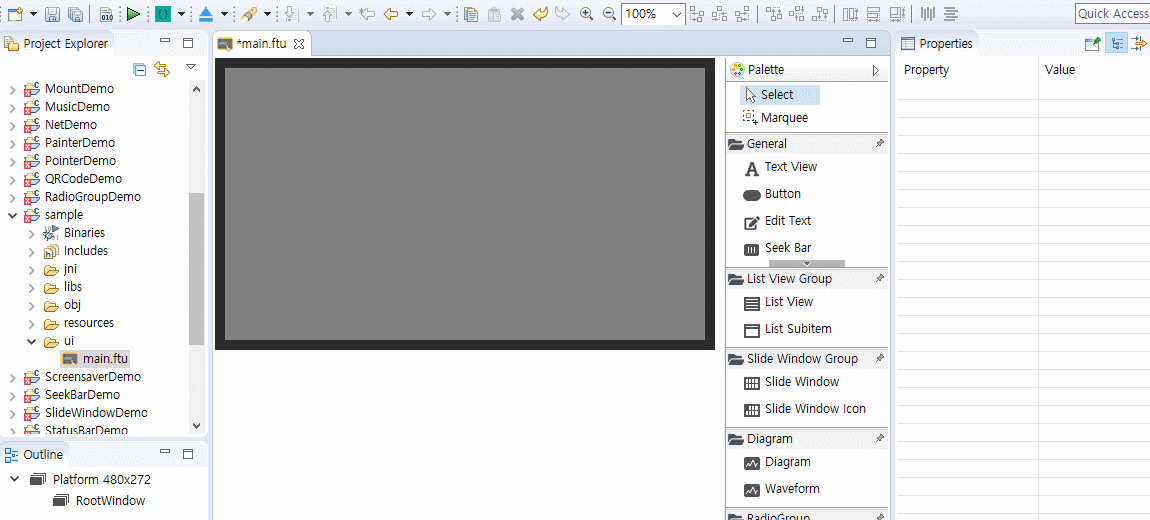 010
100%
Quick Access
Project Explorer
MountDemo
MusicDemo
NetDemo
PainterDemo
PointerDemo
QRCodeDemo
RadioGroupDemo
sample
Binaries
Includes
jni
libs
obj
resources
ui
main.ftu
ScreensaverDemo
SeekBarDemo
SlideWindowDemo
StatusBarDemo
Outline
Platform 480x272
RootWindow
*main.ftu
Palette
Select
Marquee
General
Text View
Button
Edit Text
Seek Bar
List View Group
List View
List Subitem
Slide Window Group
Slide Window
Slide Window Icon
Diagram
Diagram
Waveform
RadioGroup
Properties
Property Value